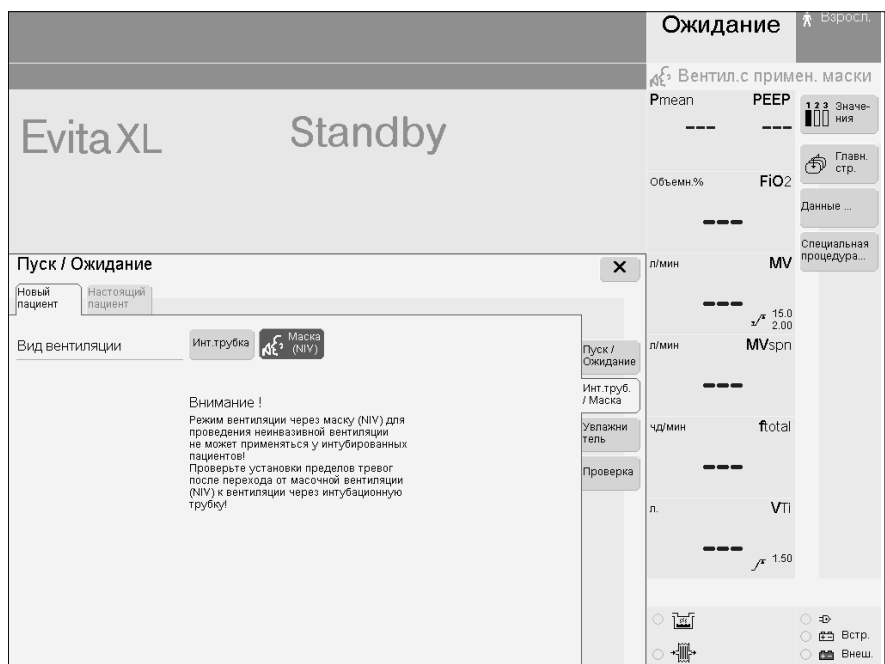 Ожидание
Взросл.
Вентил.с примен. маски
Evita XL
Standby
Pmean
PEEP
---
---
1 2 3 Значе-
ния
Главн.
стр.
Объемн.%
FiO2
---
Данные ...
Специальная
процедура...
Пуск / Ожидание
X
л/мин
MV
---
15.0
2.00
Новый
пациент
Настоящий
пациент
Вид вентиляции
Инт.трубка
Маска
(NIV)
Внимание !
Режим вентиляции через маску (NIV) для
проведения неинвазивной вентиляции
не может применяться у интубированных
пациентов!
Проверьте установки пределов тревог
после перехода от масочной вентиляции
(NIV) к вентиляции через интубационную
трубку!
Пуск /
Ожидание
Инт.труб.
/ Маска
Увлажни
тель
Проверка
л/мин
MVspn
---
чд/мин
ftotal
---
л.
VTi
---
1.50
Встр.
Внеш.